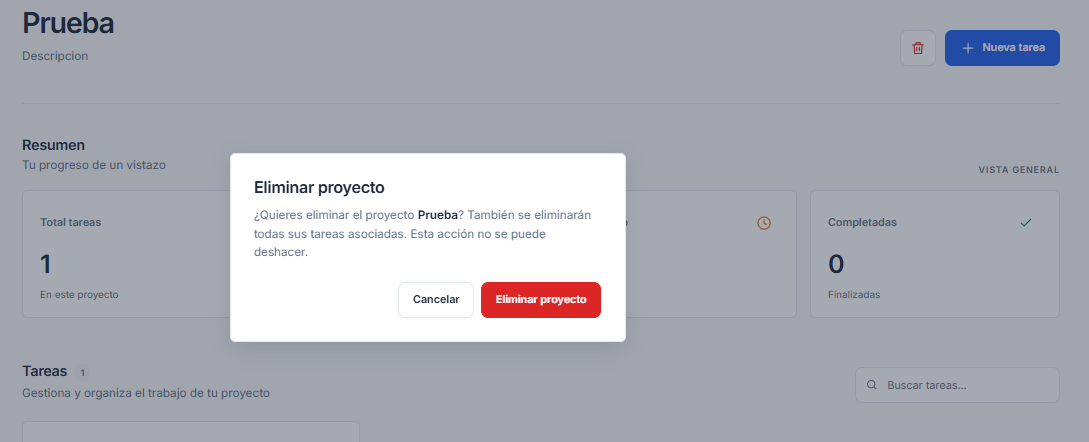 Prueba
Descripcion
Nueva tarea
Resumen
Tu progreso de un vistazo
VISTA GENERAL
Total tareas
1
En este proyecto
Completadas
0
Finalizadas
Eliminar proyecto
¿Quieres eliminar el proyecto Prueba? También se eliminarán
todas sus tareas asociadas. Esta acción no se puede
deshacer.
Cancelar
Eliminar proyecto
Tareas 1
Gestiona y organiza el trabajo de tu proyecto
Buscar tareas...